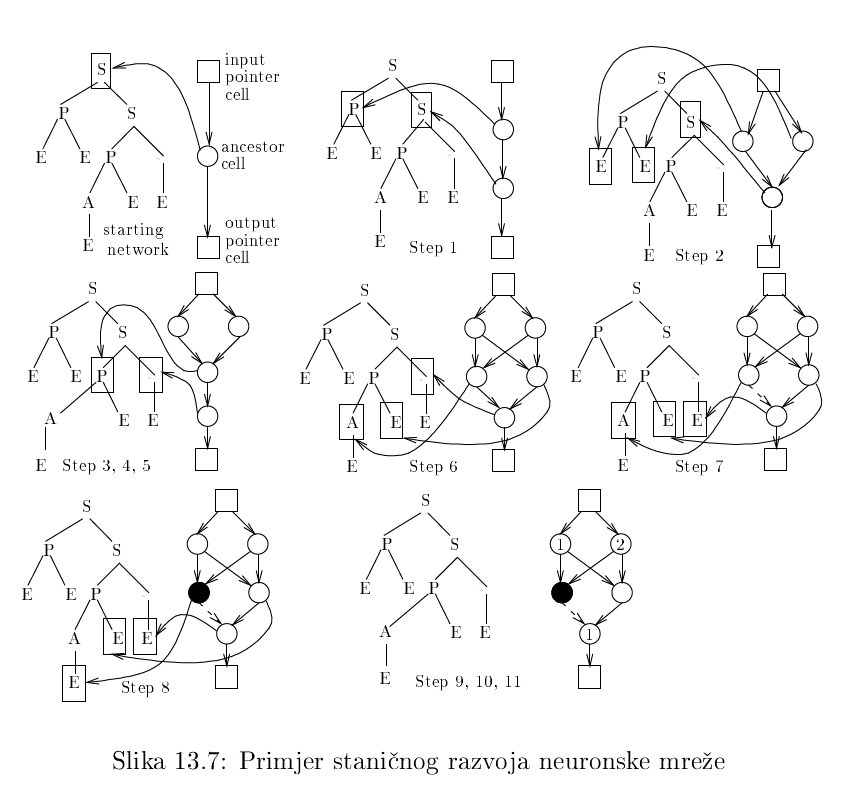 S
P S
E E P
A E E
E
starting
network
input
pointer
cell
ancestor
cell
output
pointer
cell
S
P S
E E P
A E E
E
Step 1
S
P S
E E P
A E E
E
Step 2
S
P S
E E P
A E E
E
Step 3, 4, 5
S
P S
E E P
A E E
E
Step 6
S
P S
E E P
A E E
E
Step 7
S
P S
E E P
A E E
E
Step 8
S
P S
E E P
A E E
E
Step 9, 10, 11
1 2
1
Slika 13.7: Primjer staničnog razvoja neuronske mreže